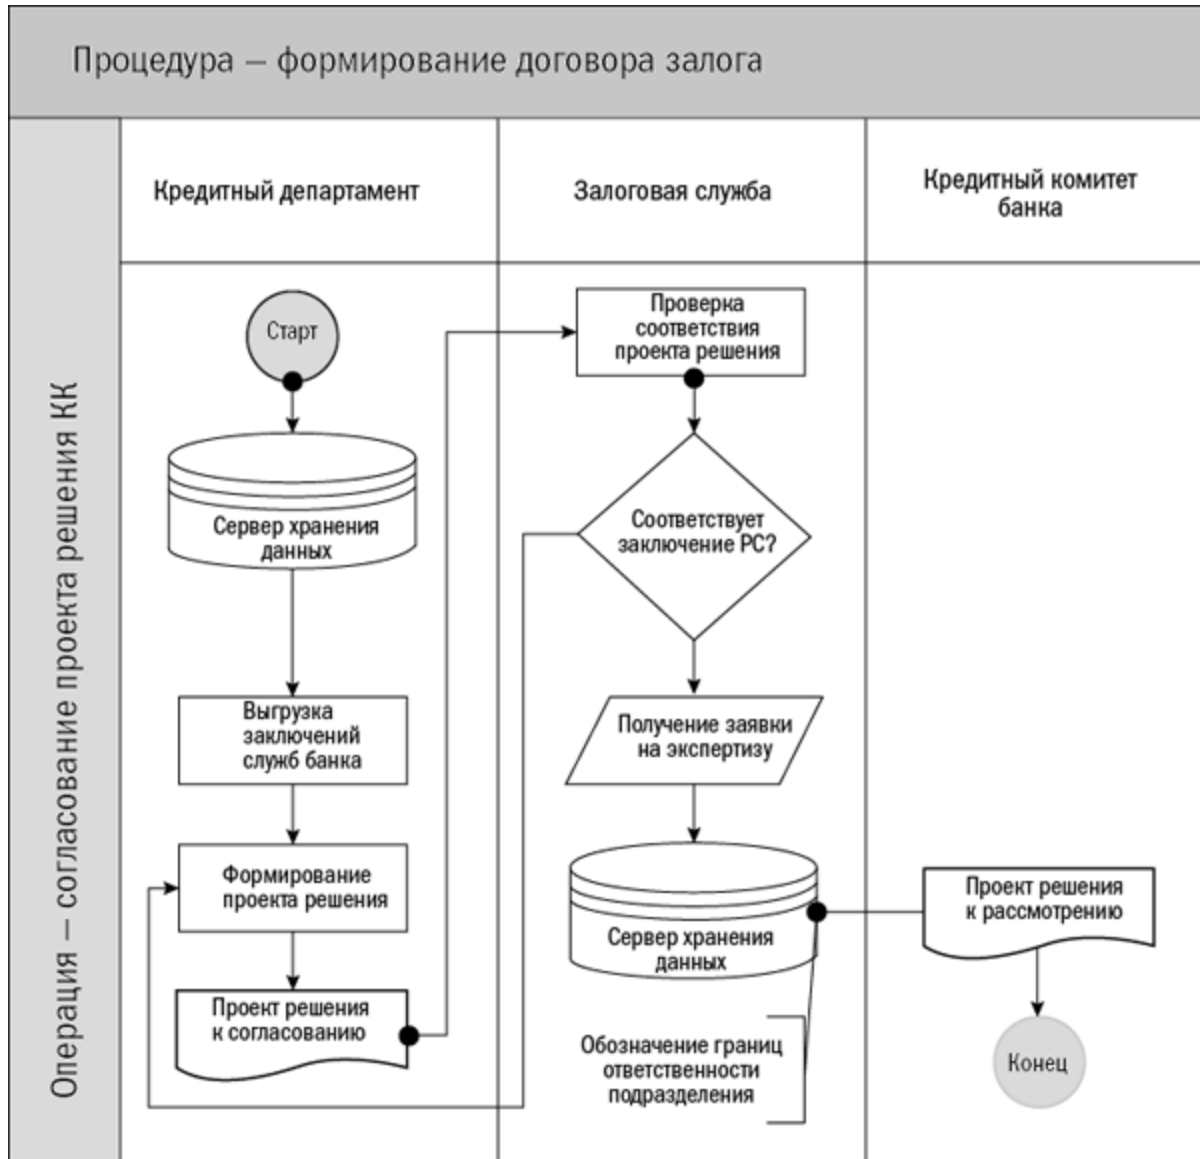 Процедура — формирование договора залога
Операция — согласование проекта решения КК
Кредитный департамент
Залоговая служба
Кредитный комитет
банка
Старт
Сервер хранения
данных
Выгрузка
заключений
служб банка
Формирование
проекта решения
Проект решения
к согласованию
Проверка
соответствия
проекта решения
Соответствует
заключение РС?
Получение заявки
на экспертизу
Сервер хранения
данных
Обозначение границ
ответственности
подразделения
Проект решения
к рассмотрению
Конец